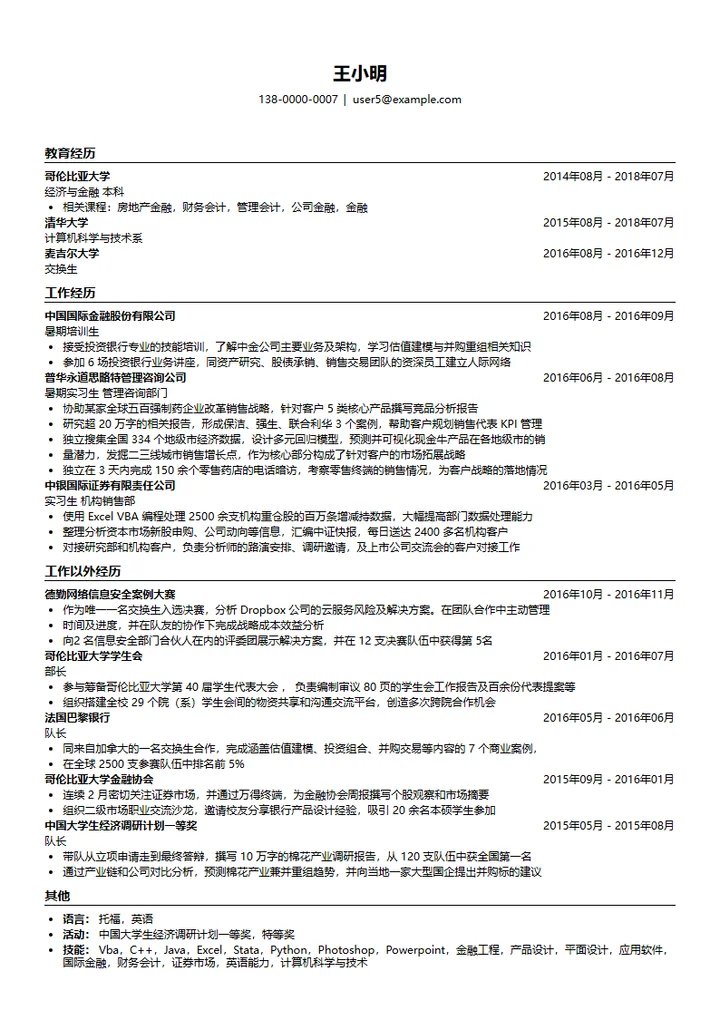 王小明
138-0000-0007 | user5@example.com
教育经历
哥伦比亚大学 2014年08月 - 2018年07月
经济与金融 本科
• 相关课程：房地产金融，财务会计，管理会计，公司金融，金融
清华大学 2015年08月 - 2018年07月
计算机科学与技术系
麦吉尔大学 2016年08月 - 2016年12月
交换生
工作经历
中国国际金融股份有限公司 2016年08月 - 2016年09月
暑期培训生
• 接受投资银行专业的技能培训，了解中金公司主要业务及架构，学习估值建模与并购重组相关知识
• 参加 6 场投资银行业务讲座，同资产研究、股债承销、销售交易团队的资深员工建立人际网络
普华永道思略特管理咨询公司 2016年06月 - 2016年08月
暑期实习生 管理咨询部门
• 协助某家全球五百强制药企业改革销售战略，针对客户 5 类核心产品撰写竞品分析报告
• 研究超 20 万字的相关报告，形成保洁、强生、联合利华 3 个案例，帮助客户规划销售代表 KPI 管理
• 独立搜集全国 334 个地级市经济数据，设计多元回归模型，预测并可视化现金牛产品在各地级市的销
• 量潜力，发掘二三线城市销售增长点，作为核心部分构成了针对客户的市场拓展战略
• 独立在 3 天内完成 150 余个零售药店的电话暗访，考察零售终端的销售情况，为客户战略的落地情况
中银国际证券有限责任公司 2016年03月 - 2016年05月
实习生 机构销售部
• 使用 Excel VBA 编程处理 2500 余支机构重仓股的百万条增减持数据，大幅提高部门数据处理能力
• 整理分析资本市场新股申购、公司动向等信息，汇编中证快报，每日送达 2400 多名机构客户
• 对接研究部和机构客户，负责分析师的路演安排、调研邀请，及上市公司交流会的客户对接工作
工作以外经历
德勤网络信息安全案例大赛 2016年10月 - 2016年11月
• 作为唯一一名交换生入选决赛，分析 Dropbox 公司的云服务风险及解决方案。在团队合作中主动管理
• 时间及进度，并在队友的协作下完成战略成本效益分析
• 向2 名信息安全部门合伙人在内的评委团展示解决方案，并在 12 支决赛队伍中获得第 5名
哥伦比亚大学学生会 2016年01月 - 2016年07月
部长
• 参与筹备哥伦比亚大学第 40 届学生代表大会 ， 负责编制审议 80 页的学生会工作报告及百余份代表提案等
• 组织搭建全校 29 个院（系）学生会间的物资共享和沟通交流平台，创造多次跨院合作机会
法国巴黎银行 2016年05月 - 2016年06月
队长
• 同来自加拿大的一名交换生合作，完成涵盖估值建模、投资组合、并购交易等内容的 7 个商业案例，
• 在全球 2500 支参赛队伍中排名前 5%
哥伦比亚大学金融协会 2015年09月 - 2016年01月
• 连续 2 月密切关注证券市场，并通过万得终端，为金融协会周报撰写个股观察和市场摘要
• 组织二级市场职业交流沙龙，邀请校友分享银行产品设计经验，吸引 20 余名本硕学生参加
中国大学生经济调研计划一等奖 2015年05月 - 2015年08月
队长
• 带队从立项申请走到最终答辩，撰写 10 万字的棉花产业调研报告，从 120 支队伍中获全国第一名
• 通过产业链和公司对比分析，预测棉花产业兼并重组趋势，并向当地一家大型国企提出并购标的建议
其他
• 语言： 托福，英语
• 活动： 中国大学生经济调研计划一等奖，特等奖
• 技能： Vba，C++，Java，Excel，Stata，Python，Photoshop，Powerpoint，金融工程，产品设计，平面设计，应用软件，
国际金融，财务会计，证券市场，英语能力，计算机科学与技术